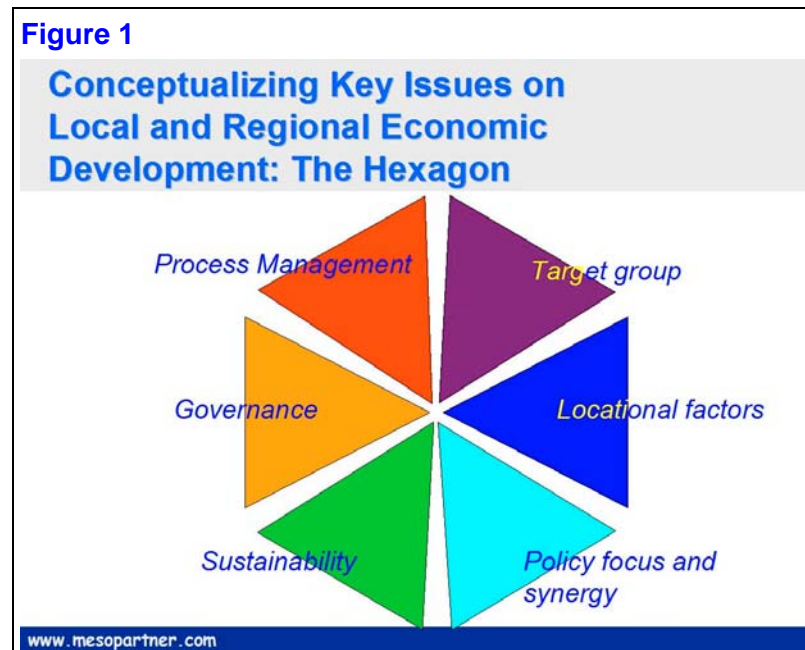 Figure 1
Conceptualizing Key Issues on
Local and Regional Economic
Development: The Hexagon
Process Management
Target group
Governance
Locational factors
Sustainability
Policy focus and
synergy
www.mesopartner.com